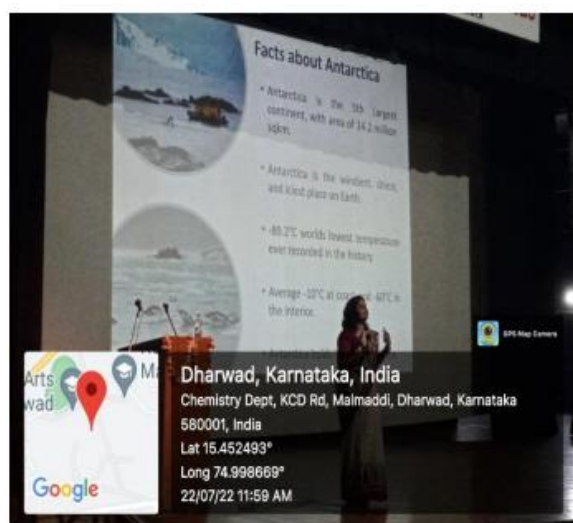 Facts about Antarctica
• Antarctica is the 5th largest
continent, with area of 14.2 million
sqkm.
• Antarctica is the windiest, driest,
and iciest place on Earth
• -89.2°C worlds lowest temperature
ever recorded in the history
• Average -10°C at coast -60°C in
the interior.
GPS Map Camera
Arts
wad
Google
Dharwad, Karnataka, India
Chemistry Dept, KCD Rd, Malmaddi, Dharwad, Karnataka
580001, India
Lat 15.452493°
Long 74.998669°
22/07/22 11:59 AM